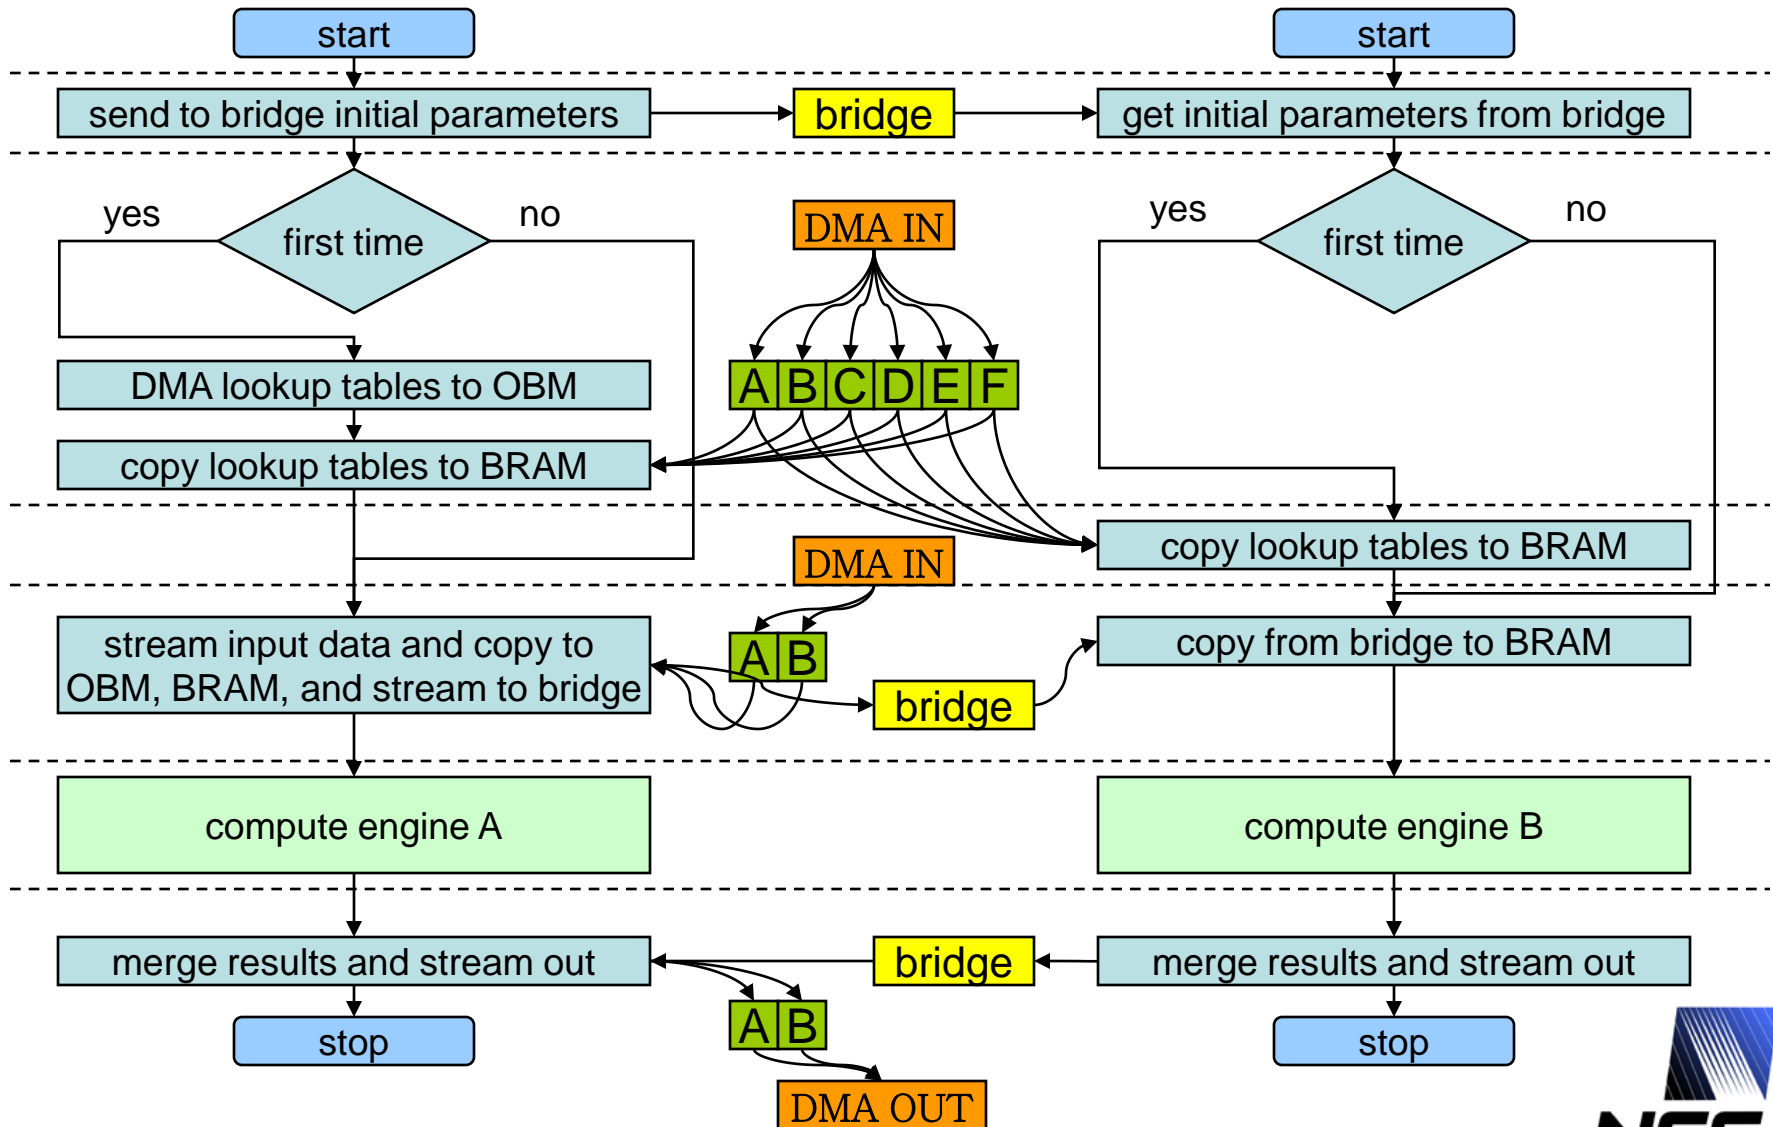 start
start
send to bridge initial parameters
bridge
get initial parameters from bridge
yes
first time
no
DMA IN
yes
first time
no
DMA lookup tables to OBM
A B C D E F
copy lookup tables to BRAM
copy lookup tables to BRAM
DMA IN
stream input data and copy to
OBM, BRAM, and stream to bridge
A B
bridge
copy from bridge to BRAM
compute engine A
compute engine B
merge results and stream out
bridge
merge results and stream out
stop
A B
stop
DMA OUT